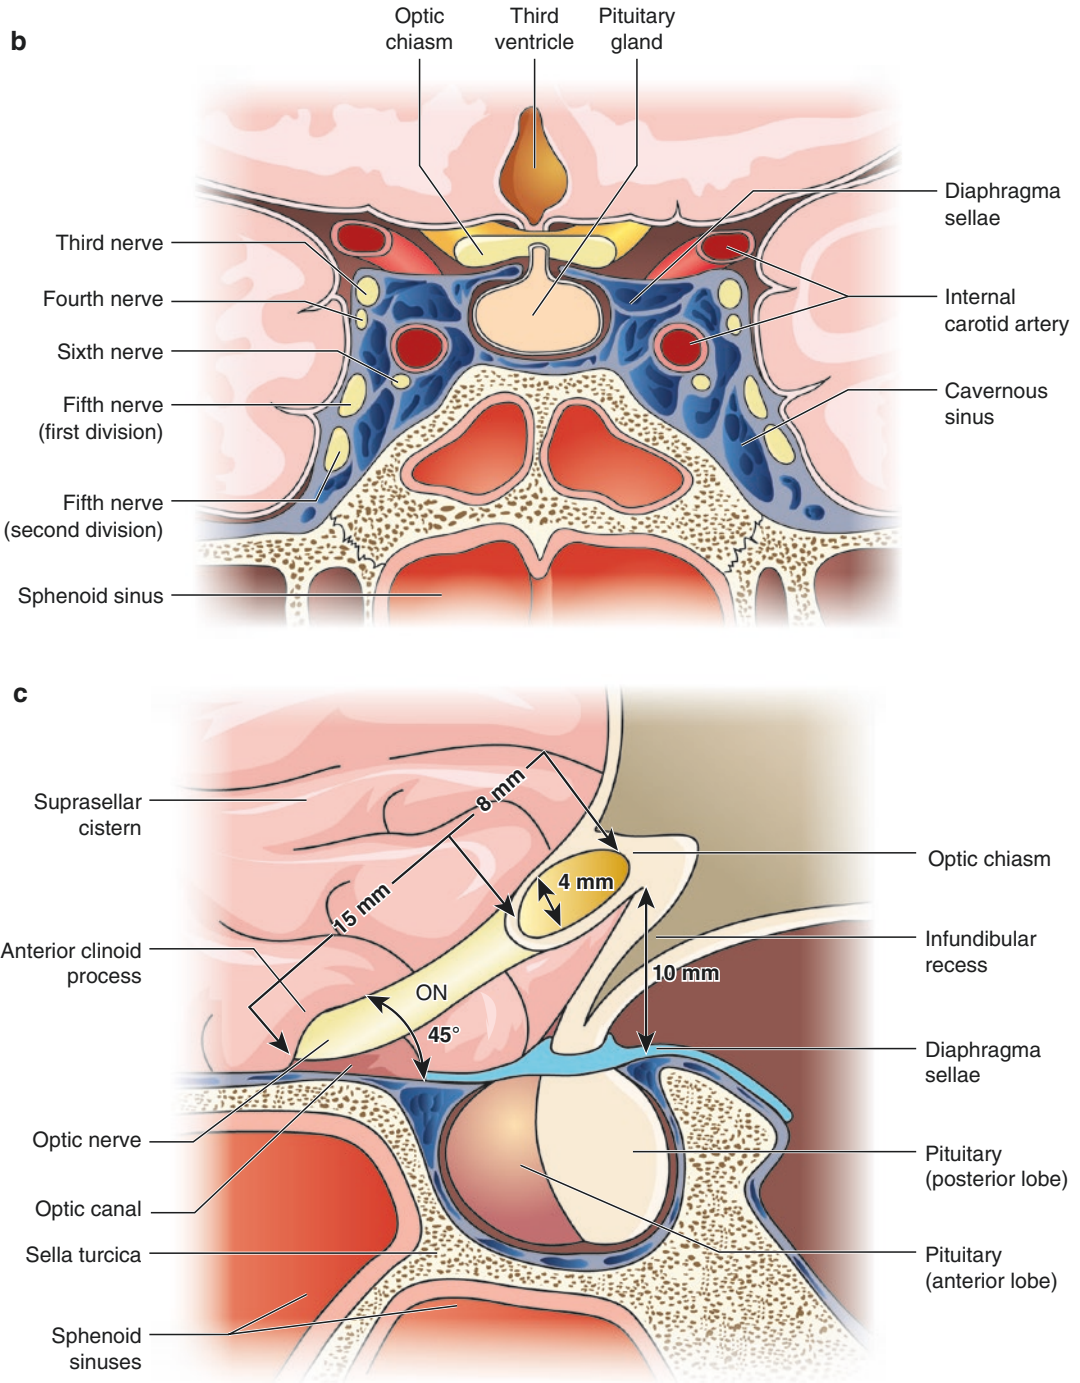 b
Optic
chiasm
Third
ventricle
Pituitary
gland
Diaphragma
sellae
Third nerve
Fourth nerve
Internal
carotid artery
Sixth nerve
Fifth nerve
(first division)
Cavernous
sinus
Fifth nerve
(second division)
Sphenoid sinus
c
8 mm
Suprasellar
cistern
Optic chiasm
4 mm
15 mm
Anterior clinoid
process
Infundibular
recess
10 mm
ON
45°
Diaphragma
sellae
Optic nerve
Pituitary
(posterior lobe)
Optic canal
Sella turcica
Pituitary
(anterior lobe)
Sphenoid
sinuses